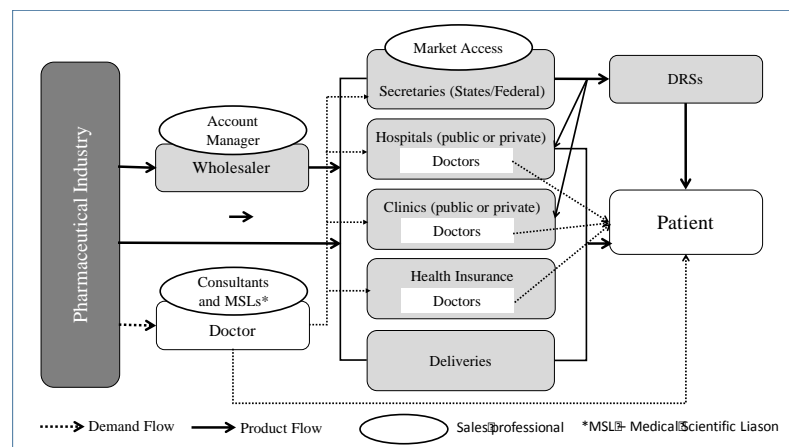 Pharmaceutical Industry
Account
Manager
Wholesaler
Consultants
and MSLs*
Doctor
Market Access
Secretaries (States/Federal)
Hospitals (public or private)
Doctors
Clinics (public or private)
Doctors
Health Insurance
Doctors
Deliveries
DRSs
Patient
Demand Flow
Product Flow
Sales professional
*MSL – Medical Scientific Liason